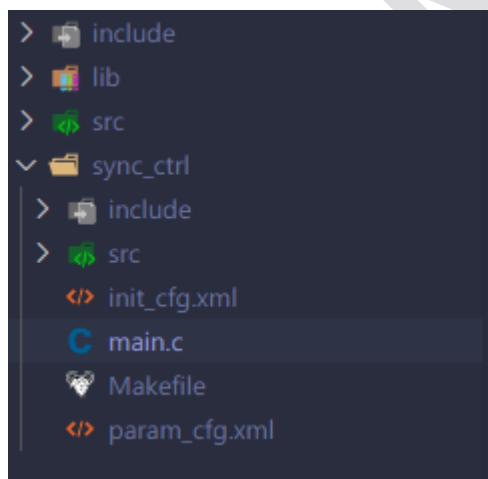 include
lib
src
sync_ctrl
include
src
init_cfg.xml
main.c
Makefile
param_cfg.xml